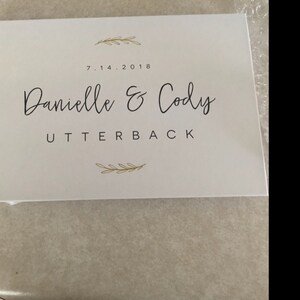 7.14.2018
Danielle & Cody
UTTERBACK